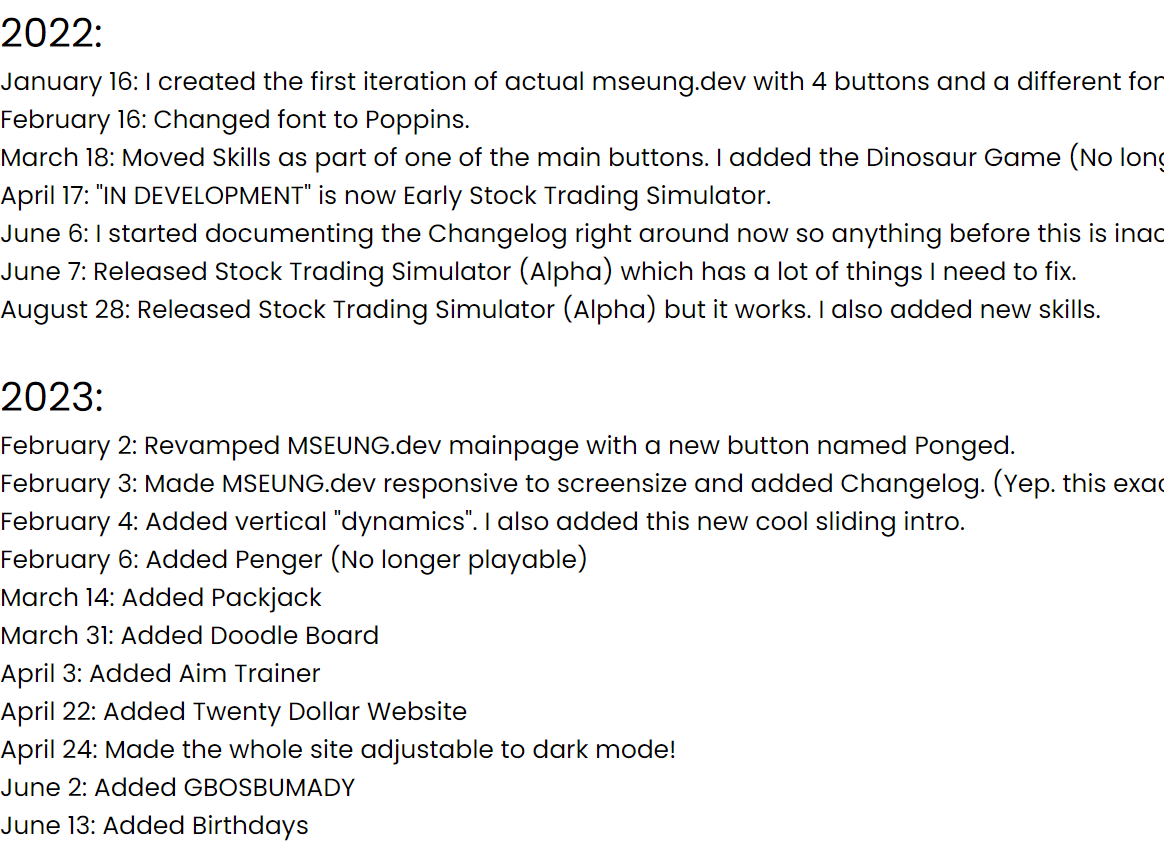 2022:
January 16: I created the first iteration of actual mseung.dev with 4 buttons and a different
February 16: Changed font to Poppins.
March 18: Moved Skills as part of one of the main buttons. I added the Dinosaur Game (No
April 17: "IN DEVELOPMENT" is now Early Stock Trading Simulator.
June 6: I started documenting the Changelog right around now so anything before this is
June 7: Released Stock Trading Simulator (Alpha) which has a lot of things I need to fix.
August 28: Released Stock Trading Simulator (Alpha) but it works. I also added new skills.
2023:
February 2: Revamped MSEUNG.dev mainpage with a new button named Ponged.
February 3: Made MSEUNG.dev responsive to screensize and added Changelog. (Yep. this
February 4: Added vertical "dynamics". I also added this new cool sliding intro.
February 6: Added Penger (No longer playable)
March 14: Added Packjack
March 31: Added Doodle Board
April 3: Added Aim Trainer
April 22: Added Twenty Dollar Website
April 24: Made the whole site adjustable to dark mode!
June 2: Added GBOSBUMADY
June 13: Added Birthdays